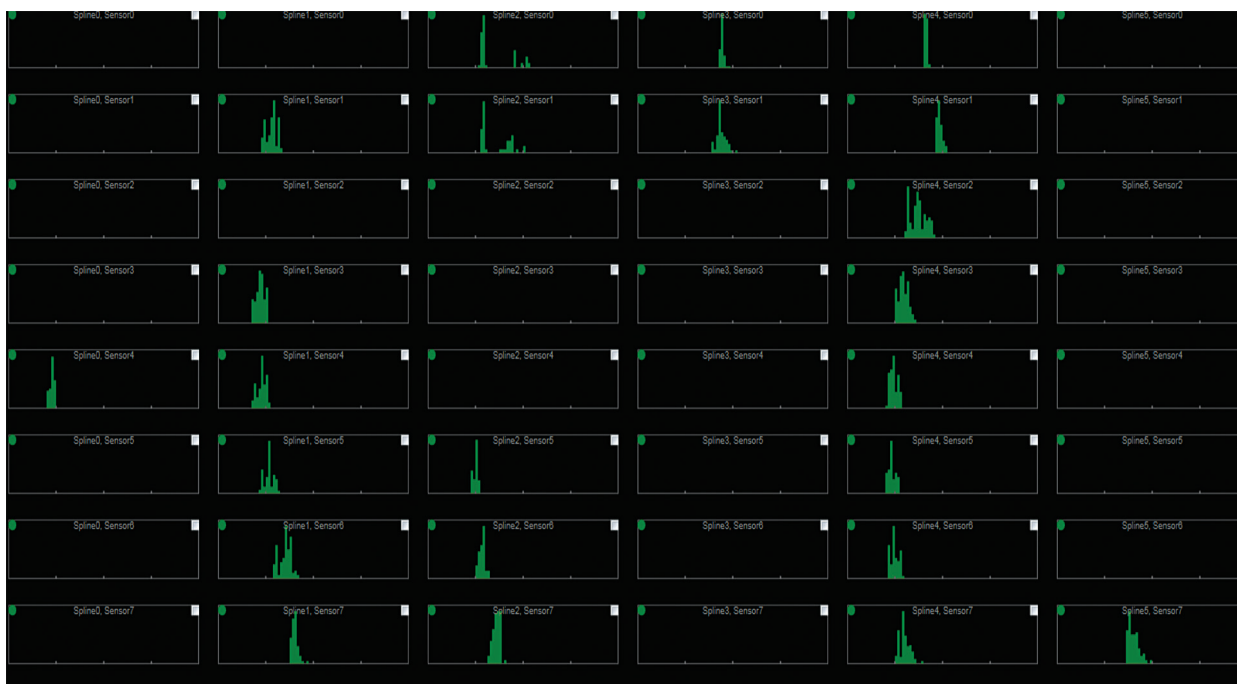 Spline0, Sensor0 Spline1, Sensor0 Spline2, Sensor0 Spline3, Sensor0 Spline4, Sensor0 Spline5, Sensor0
Spline0, Sensor1 Spline1, Sensor1 Spline2, Sensor1 Spline3, Sensor1 Spline4, Sensor1 Spline5, Sensor1
Spline0, Sensor2 Spline1, Sensor2 Spline2, Sensor2 Spline3, Sensor2 Spline4, Sensor2 Spline5, Sensor2
Spline0, Sensor3 Spline1, Sensor3 Spline2, Sensor3 Spline3, Sensor3 Spline4, Sensor3 Spline5, Sensor3
Spline0, Sensor4 Spline1, Sensor4 Spline2, Sensor4 Spline3, Sensor4 Spline4, Sensor4 Spline5, Sensor4
Spline0, Sensor5 Spline1, Sensor5 Spline2, Sensor5 Spline3, Sensor5 Spline4, Sensor5 Spline5, Sensor5
Spline0, Sensor6 Spline1, Sensor6 Spline2, Sensor6 Spline3, Sensor6 Spline4, Sensor6 Spline5, Sensor6
Spline0, Sensor7 Spline1, Sensor7 Spline2, Sensor7 Spline3, Sensor7 Spline4, Sensor7 Spline5, Sensor7